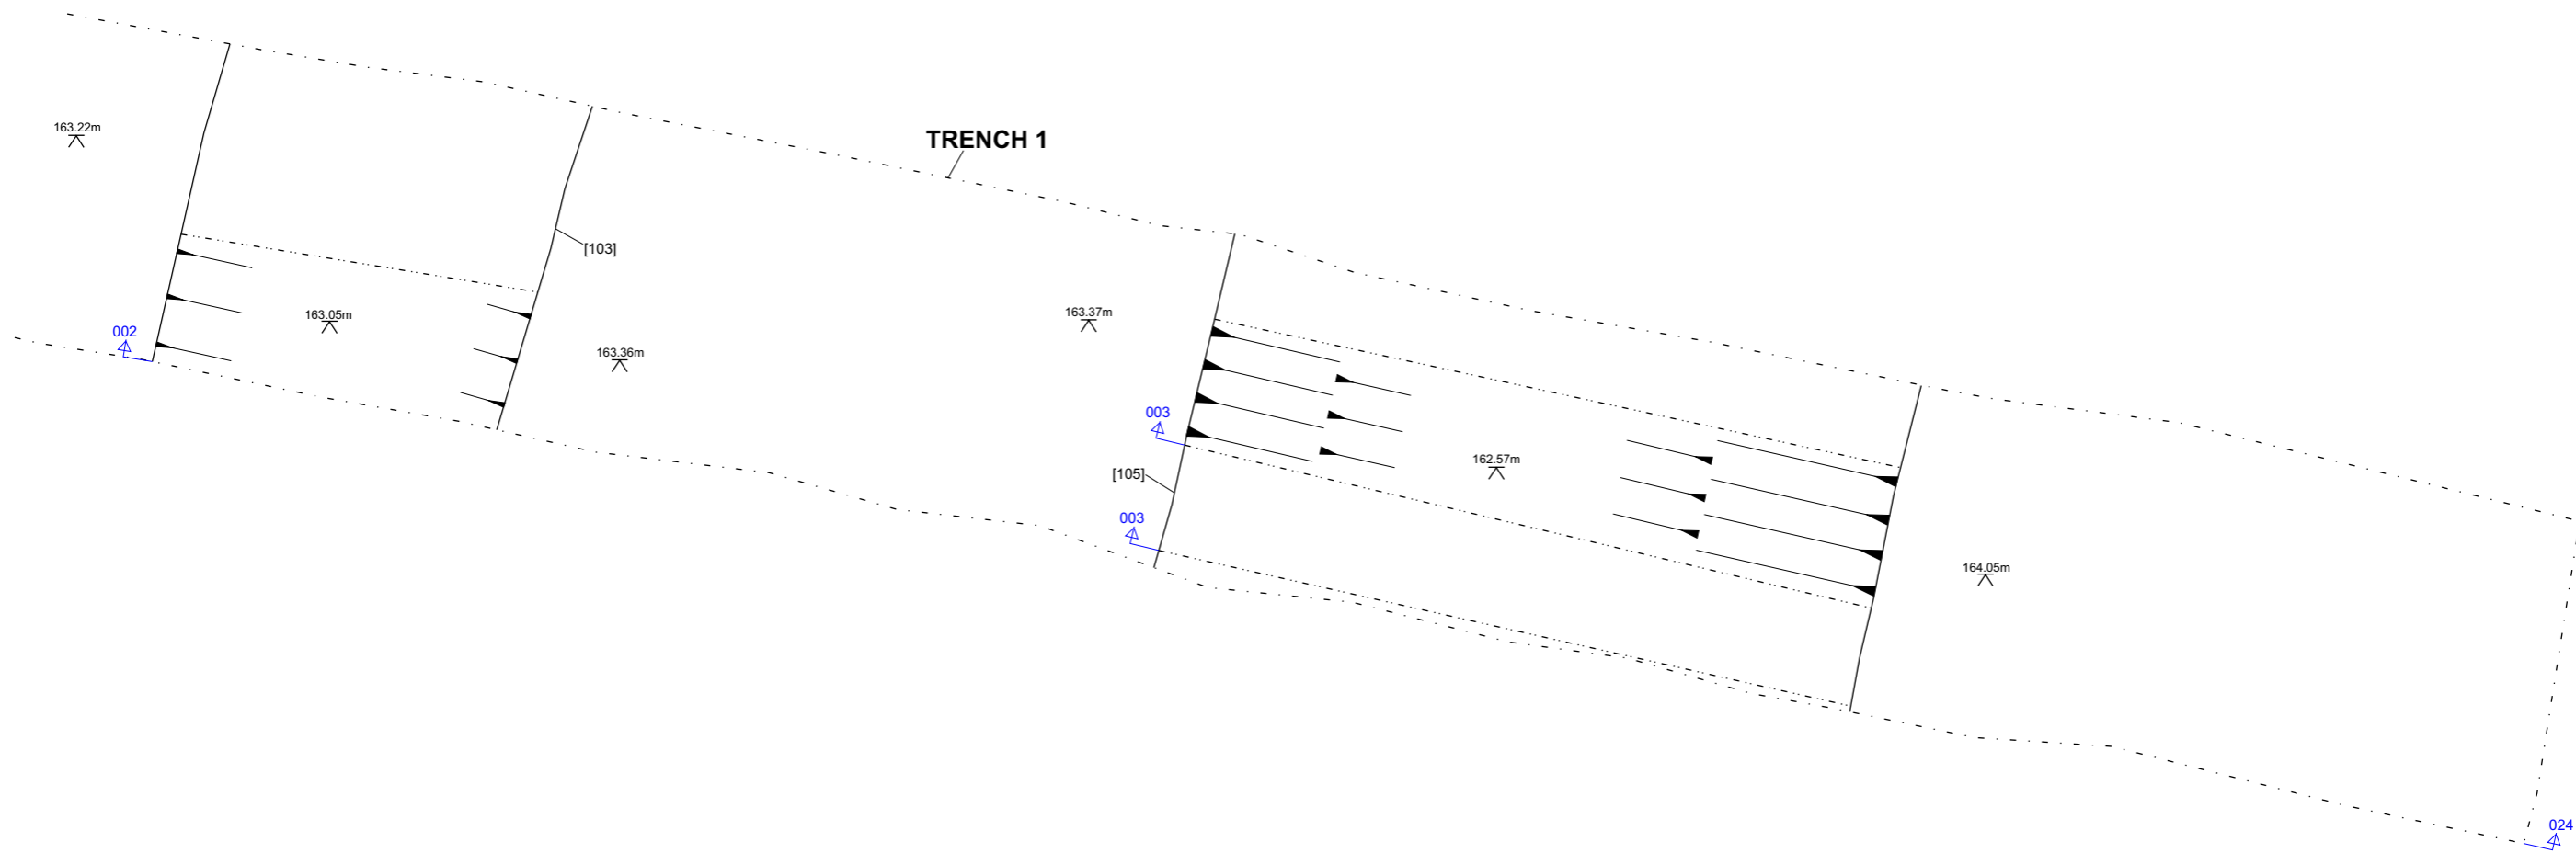 163.22m
TRENCH 1
[103]
163.05m
163.37m
002
163.36m
003
162.57m
[105]
003
164.05m
024